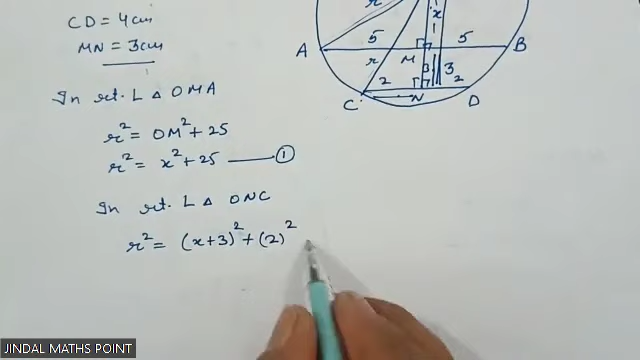 CD = 4cm
MN = 3cm
In rt. L △ OMA
r² = OM² + 25
r² = x² + 25 —— ①
In rt. L △ ONC
r² = (x+3)² + (2)²
r
x
A 5 5 B
r M
3 3
2 2
C N D
JINDAL MATHS POINT